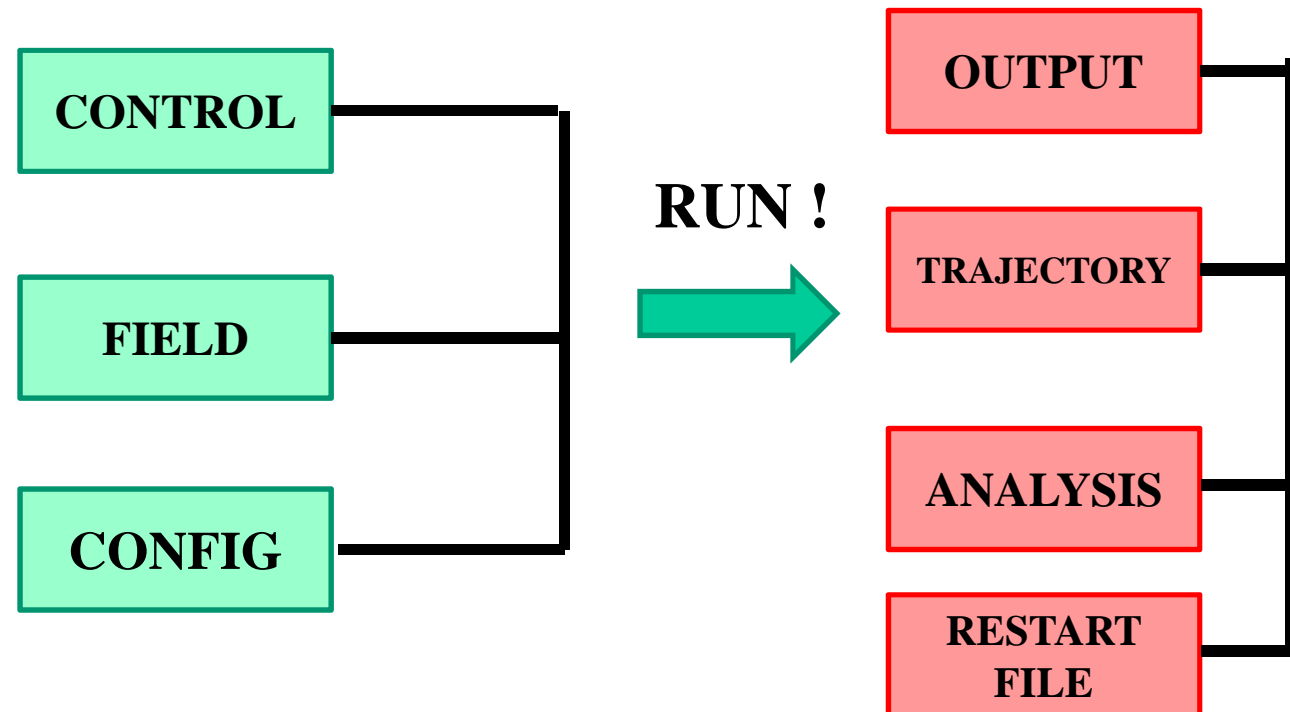 CONTROL
FIELD
CONFIG
RUN !
OUTPUT
TRAJECTORY
ANALYSIS
RESTART
FILE